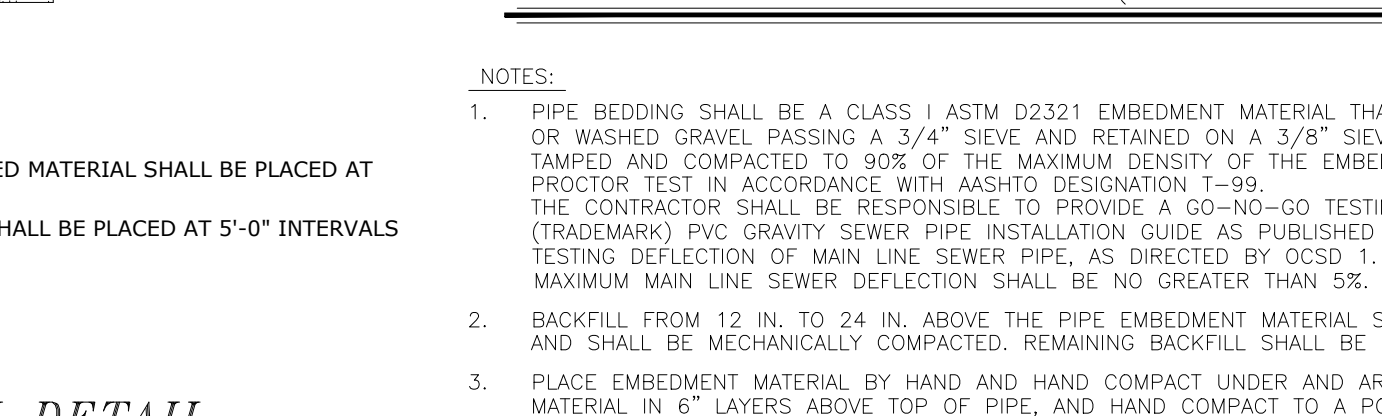 ED MATERIAL SHALL BE PLACED AT
SHALL BE PLACED AT 5'-0" INTERVALS
DETAIL
NOTES:
1. PIPE BEDDING SHALL BE A CLASS I ASTM D2321 EMBEDMENT MATERIAL THA
OR WASHED GRAVEL PASSING A 3/4” SIEVE AND RETAINED ON A 3/8” SIEV
TAMPED AND COMPACTED TO 90% OF THE MAXIMUM DENSITY OF THE EMBE
PROCTOR TEST IN ACCORDANCE WITH AASHTO DESIGNATION T–99.
THE CONTRACTOR SHALL BE RESPONSIBLE TO PROVIDE A GO–NO–GO TESTI
(TRADEMARK) PVC GRAVITY SEWER PIPE INSTALLATION GUIDE AS PUBLISHED
TESTING DEFLECTION OF MAIN LINE SEWER PIPE, AS DIRECTED BY OCSD 1.
MAXIMUM MAIN LINE SEWER DEFLECTION SHALL BE NO GREATER THAN 5%.
2. BACKFILL FROM 12 IN. TO 24 IN. ABOVE THE PIPE EMBEDMENT MATERIAL S
AND SHALL BE MECHANICALLY COMPACTED. REMAINING BACKFILL SHALL BE
3. PLACE EMBEDMENT MATERIAL BY HAND AND HAND COMPACT UNDER AND AR
MATERIAL IN 6” LAYERS ABOVE TOP OF PIPE, AND HAND COMPACT TO A PO